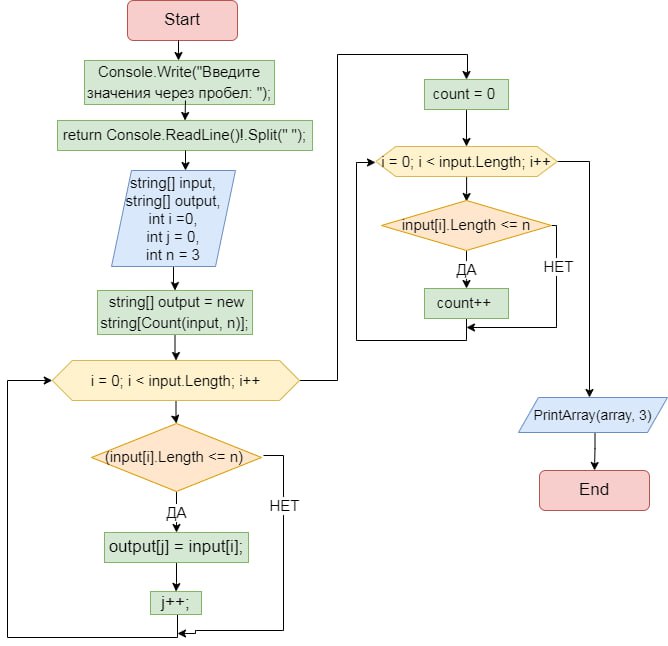 Start
Console.Write("Введите
значения через пробел: ");
return Console.ReadLine()!.Split(" ");
string[] input,
string[] output,
int i =0,
int j = 0,
int n = 3
string[] output = new
string[Count(input, n)];
i = 0; i < input.Length; i++
(input[i].Length <= n)
ДА
НЕТ
output[j] = input[i];
j++;
count = 0
i = 0; i < input.Length; i++
input[i].Length <= n
ДА
НЕТ
count++
PrintArray(array, 3)
End